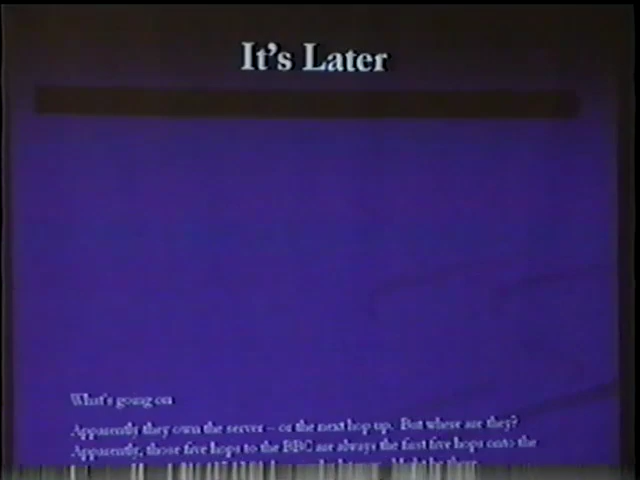 It's Later
What's going on
Apparently they own the server – or the next hop up. But where are they?
Apparently, those five hops to the BBC are always the first five hops onto the